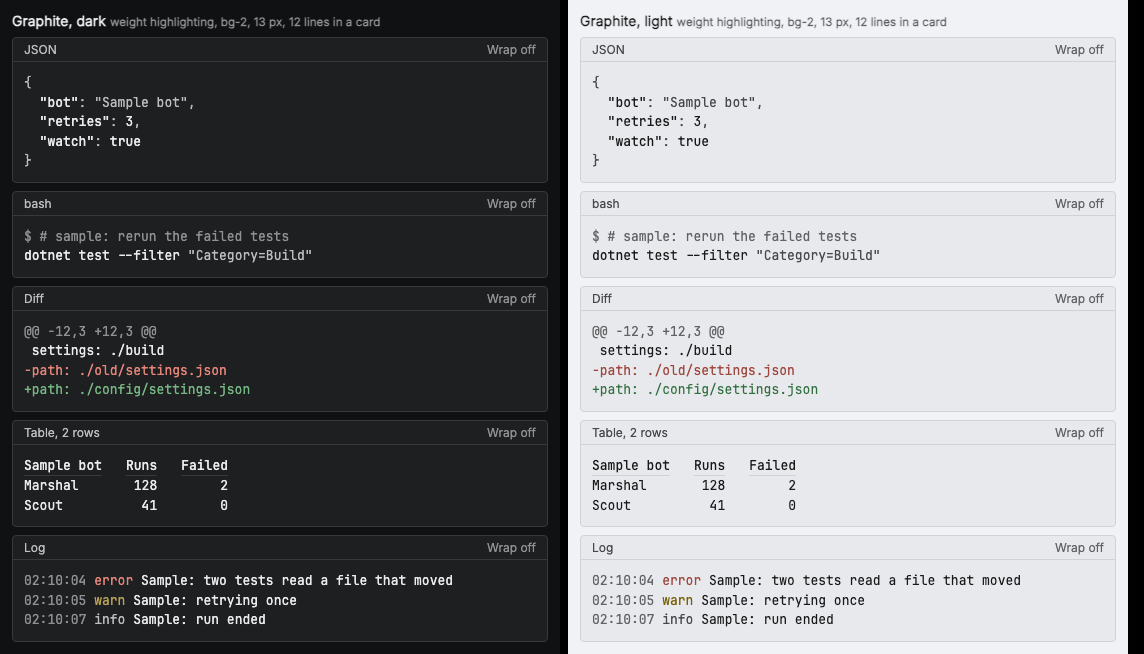 Graphite, dark weight highlighting, bg-2, 13 px, 12 lines in a card
JSON Wrap off
{
  "bot": "Sample bot",
  "retries": 3,
  "watch": true
}
bash Wrap off
$ # sample: rerun the failed tests
dotnet test --filter "Category=Build"
Diff Wrap off
@@ -12,3 +12,3 @@
 settings: ./build
-path: ./old/settings.json
+path: ./config/settings.json
Table, 2 rows Wrap off
Sample bot Runs Failed
Marshal 128 2
Scout 41 0
Log Wrap off
02:10:04 error Sample: two tests read a file that moved
02:10:05 warn Sample: retrying once
02:10:07 info Sample: run ended
Graphite, light weight highlighting, bg-2, 13 px, 12 lines in a card
JSON Wrap off
{
  "bot": "Sample bot",
  "retries": 3,
  "watch": true
}
bash Wrap off
$ # sample: rerun the failed tests
dotnet test --filter "Category=Build"
Diff Wrap off
@@ -12,3 +12,3 @@
 settings: ./build
-path: ./old/settings.json
+path: ./config/settings.json
Table, 2 rows Wrap off
Sample bot Runs Failed
Marshal 128 2
Scout 41 0
Log Wrap off
02:10:04 error Sample: two tests read a file that moved
02:10:05 warn Sample: retrying once
02:10:07 info Sample: run ended